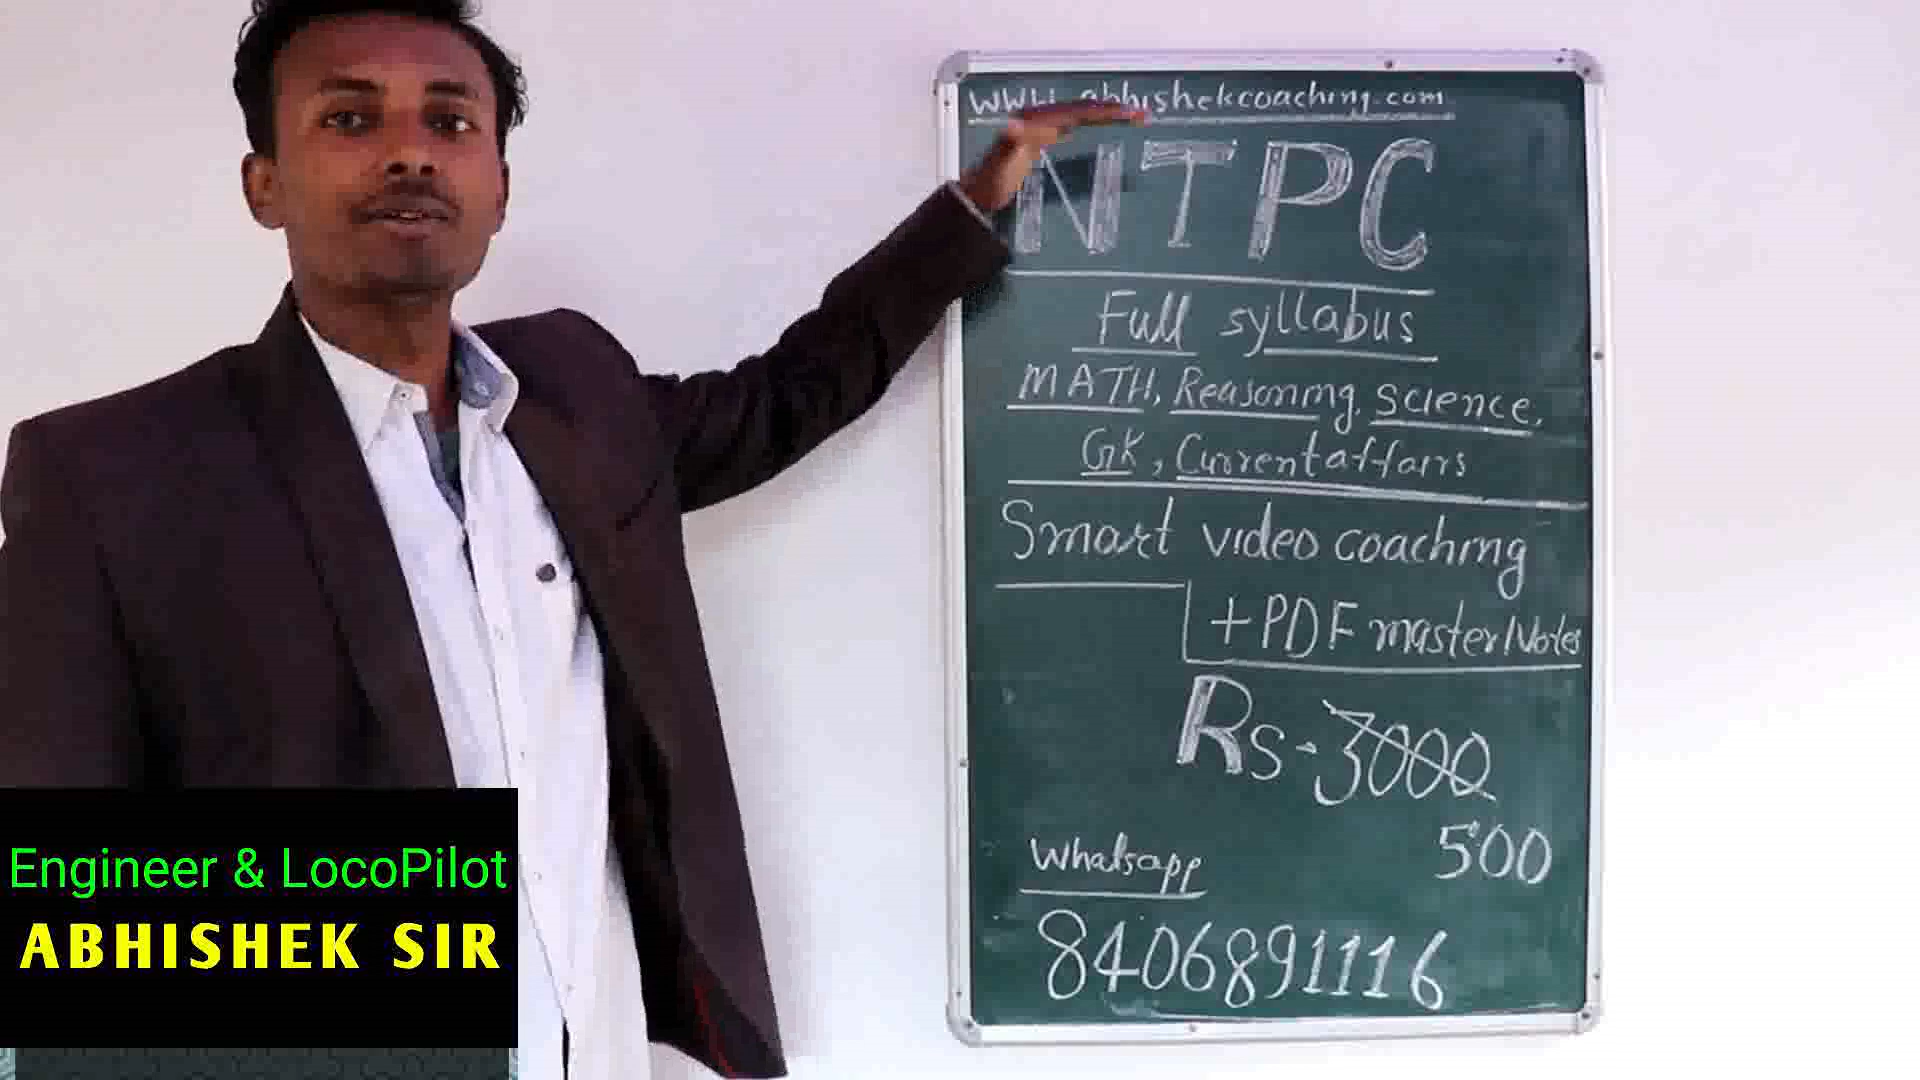 www.abhishekcoaching.com
NTPC
Full syllabus
MATH, Reasoning, science,
GK, Current affairs
Smart video coaching
+PDF master/Notes
Rs-3000
500
Whatsapp
8406891116
Engineer & LocoPilot
ABHISHEK SIR